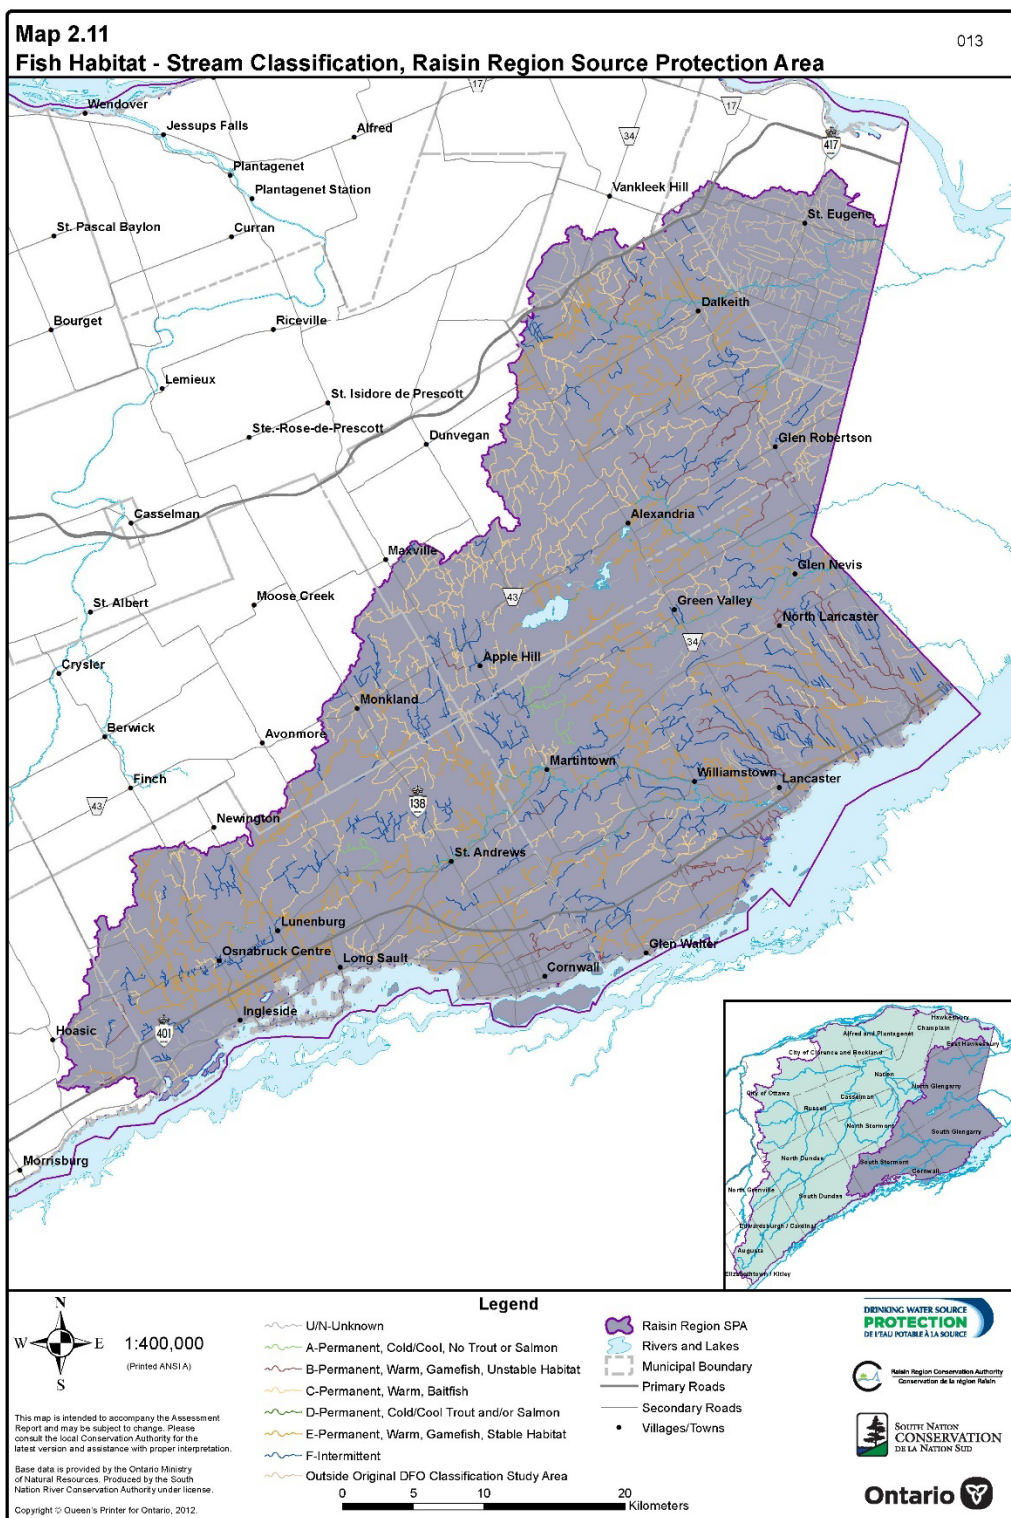 Map 2.11
013
Fish Habitat - Stream Classification, Raisin Region Source Protection Area
17
Wendover
17
Jessups Falls
Alfred
34
417
Plantagenet
Vankleek Hill
Plantagenet Station
St. Eugene
St. Pascal Baylon
Curran
Dalkeith
Bourget
Riceville
Lemieux
St. Isidore de Prescott
Ste.-Rose-de-Prescott
Dunvegan
Glen Robertson
Casselman
Alexandria
Maxville
Glen Nevis
43
St. Albert
Moose Creek
Green Valley
North Lancaster
34
Crysler
Apple Hill
Monkland
Berwick
Avonmore
Martintown
Finch
Williamstown
Lancaster
43
138
Newington
St. Andrews
Lunenburg
Osnabruck Centre
Long Sault
Glen Walter
Cornwall
Ingleside
Hoasic
401
Morrisburg
Hawkesbury
Champlain
Alfred and Plantagenet
East Hawkesbury
City of Clarence and Rockland
Nation
North Glengarry
City of Ottawa
Casselman
Russell
North Stormont
South Glengarry
North Dundas
South Stormont
Cornwall
North Grenville
South Dundas
Edwardsburgh / Cardinal
Augusta
Elizabethtown / Kitley
N
W E
S
1:400,000
(Printed ANSI A)
This map is intended to accompany the Assessment
Report and may be subject to change. Please
consult the local Conservation Authority for the
latest version and assistance with proper interpretation.
Base data is provided by the Ontario Ministry
of Natural Resources. Produced by the South
Nation River Conservation Authority under license.
Copyright © Queen's Printer for Ontario, 2012.
Legend
U/N-Unknown
A-Permanent, Cold/Cool, No Trout or Salmon
B-Permanent, Warm, Gamefish, Unstable Habitat
C-Permanent, Warm, Baitfish
D-Permanent, Cold/Cool Trout and/or Salmon
E-Permanent, Warm, Gamefish, Stable Habitat
F-Intermittent
Outside Original DFO Classification Study Area
Raisin Region SPA
Rivers and Lakes
Municipal Boundary
Primary Roads
Secondary Roads
Villages/Towns
0 5 10 20
Kilometers
DRINKING WATER SOURCE
PROTECTION
DE L'EAU POTABLE À LA SOURCE
Raisin Region Conservation Authority
Conservation de la région Raisin
SOUTH NATION
CONSERVATION
DE LA NATION SUD
Ontario